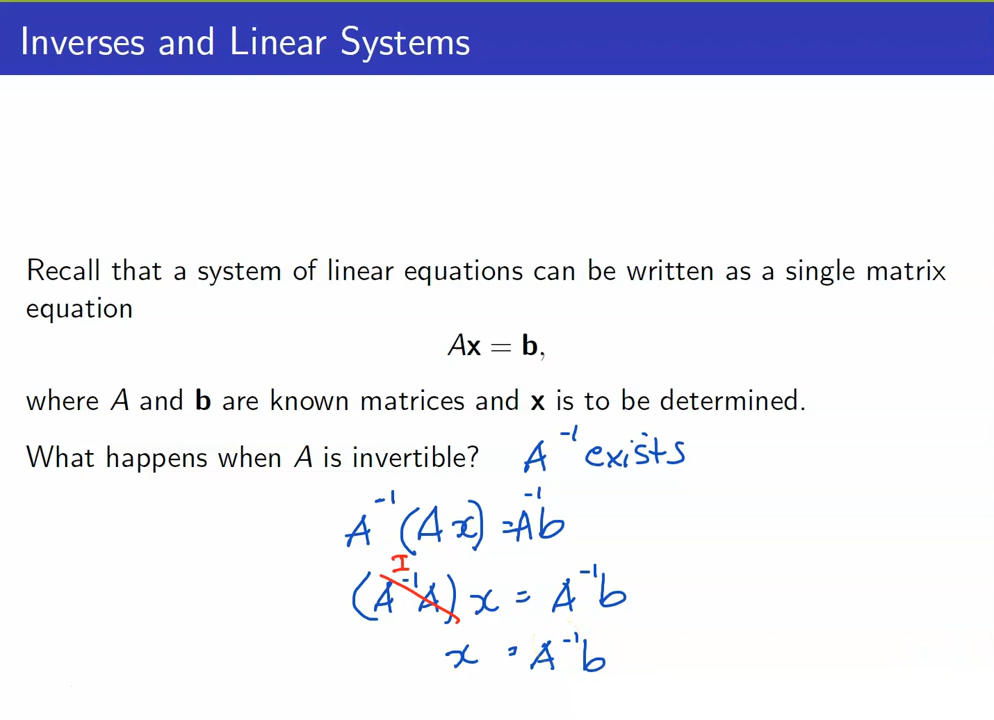 Inverses and Linear Systems
Recall that a system of linear equations can be written as a single matrix
equation
Ax = b,
where A and b are known matrices and x is to be determined.
What happens when A is invertible? A⁻¹ exists
A⁻¹(Ax) = A⁻¹b
I
(A⁻¹A)x = A⁻¹b
x = A⁻¹b